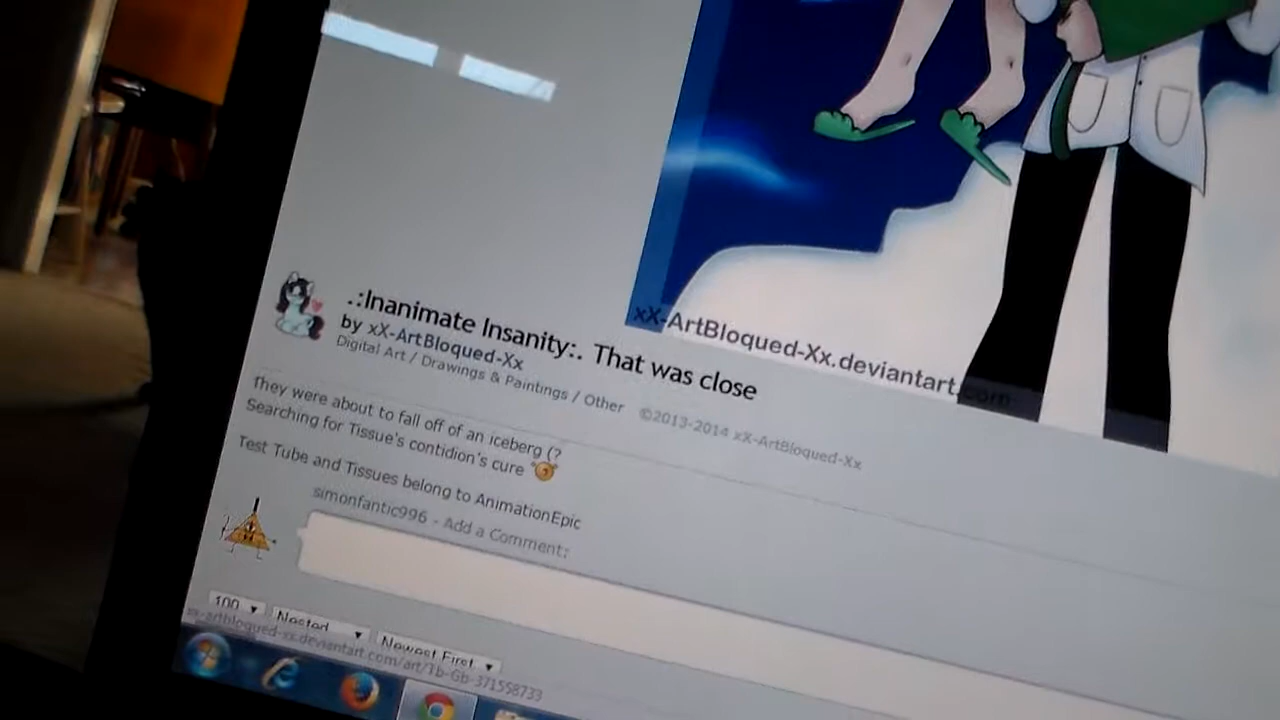 xX-ArtBloqued-Xx.deviantart.com
.:Inanimate Insanity:. That was close
by xX-ArtBloqued-Xx
Digital Art / Drawings & Paintings / Other ©2013-2014 xX-ArtBloqued-Xx
They were about to fall off of an iceberg (?
Searching for Tissue's contidion's cure
Test Tube and Tissues belong to AnimationEpic
simonfantic996 - Add a Comment:
100 Nested Newest First
xx-artbloqued-xx.deviantart.com/art/Tb-Gb-371558733